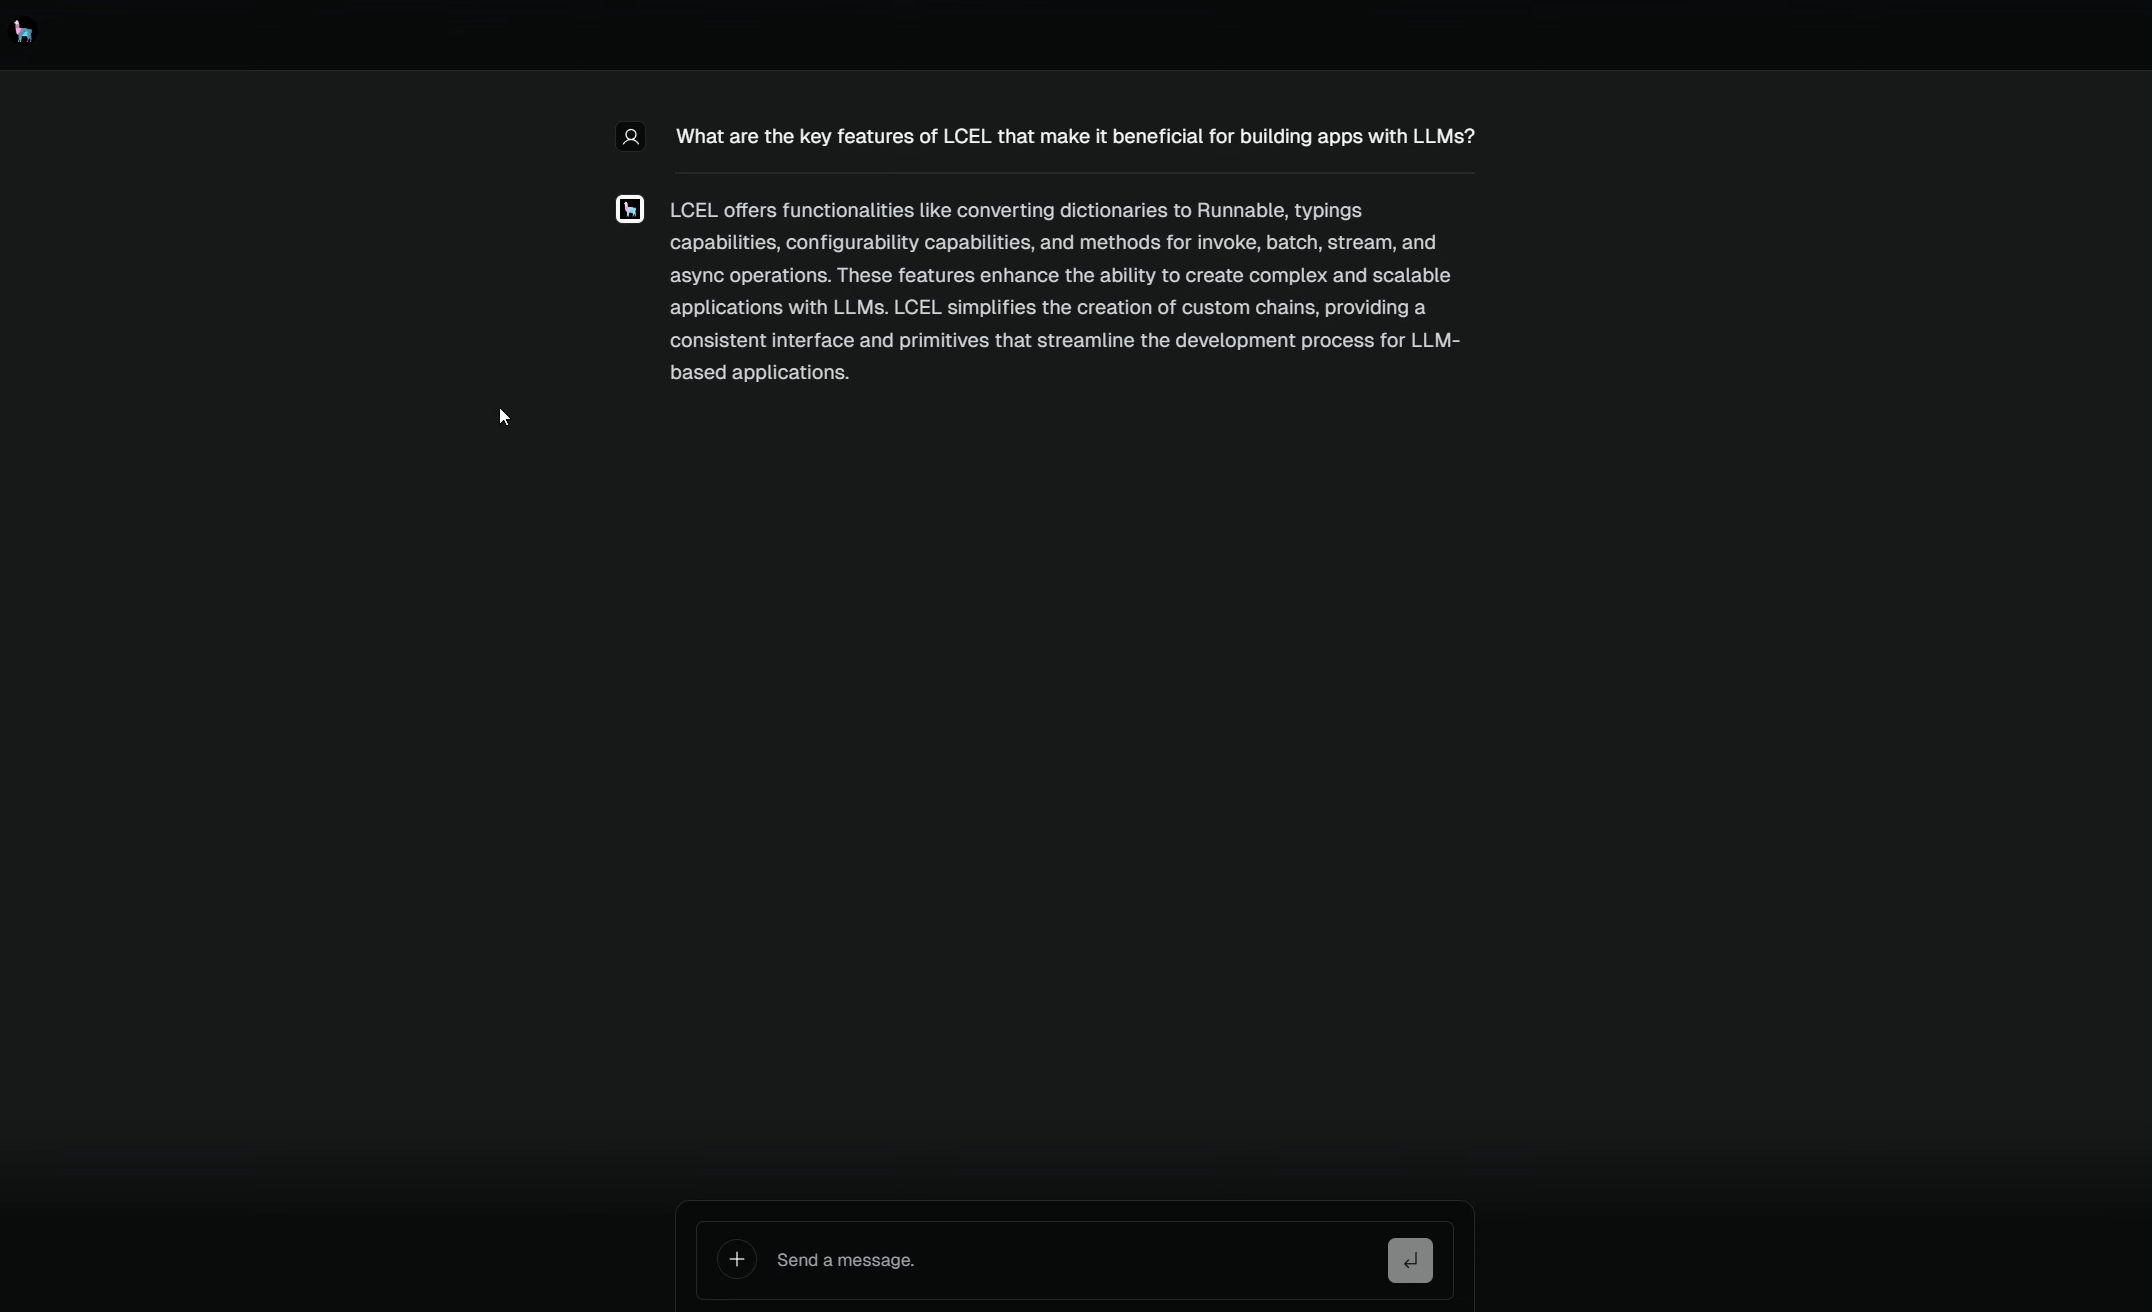 What are the key features of LCEL that make it beneficial for building apps with LLMs?
LCEL offers functionalities like converting dictionaries to Runnable, typings
capabilities, configurability capabilities, and methods for invoke, batch, stream, and
async operations. These features enhance the ability to create complex and scalable
applications with LLMs. LCEL simplifies the creation of custom chains, providing a
consistent interface and primitives that streamline the development process for LLM-
based applications.
Send a message.